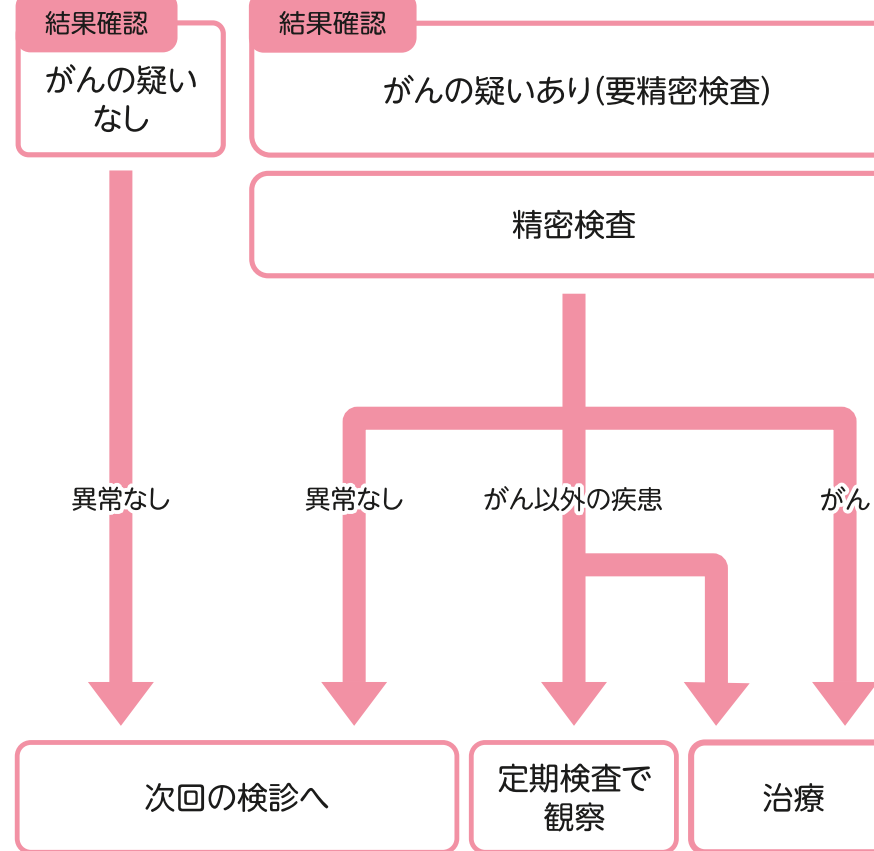 結果確認
がんの疑い
なし
結果確認
がんの疑いあり(要精密検査)
精密検査
異常なし
異常なし
がん以外の疾患
がん
次回の検診へ
定期検査で
観察
治療